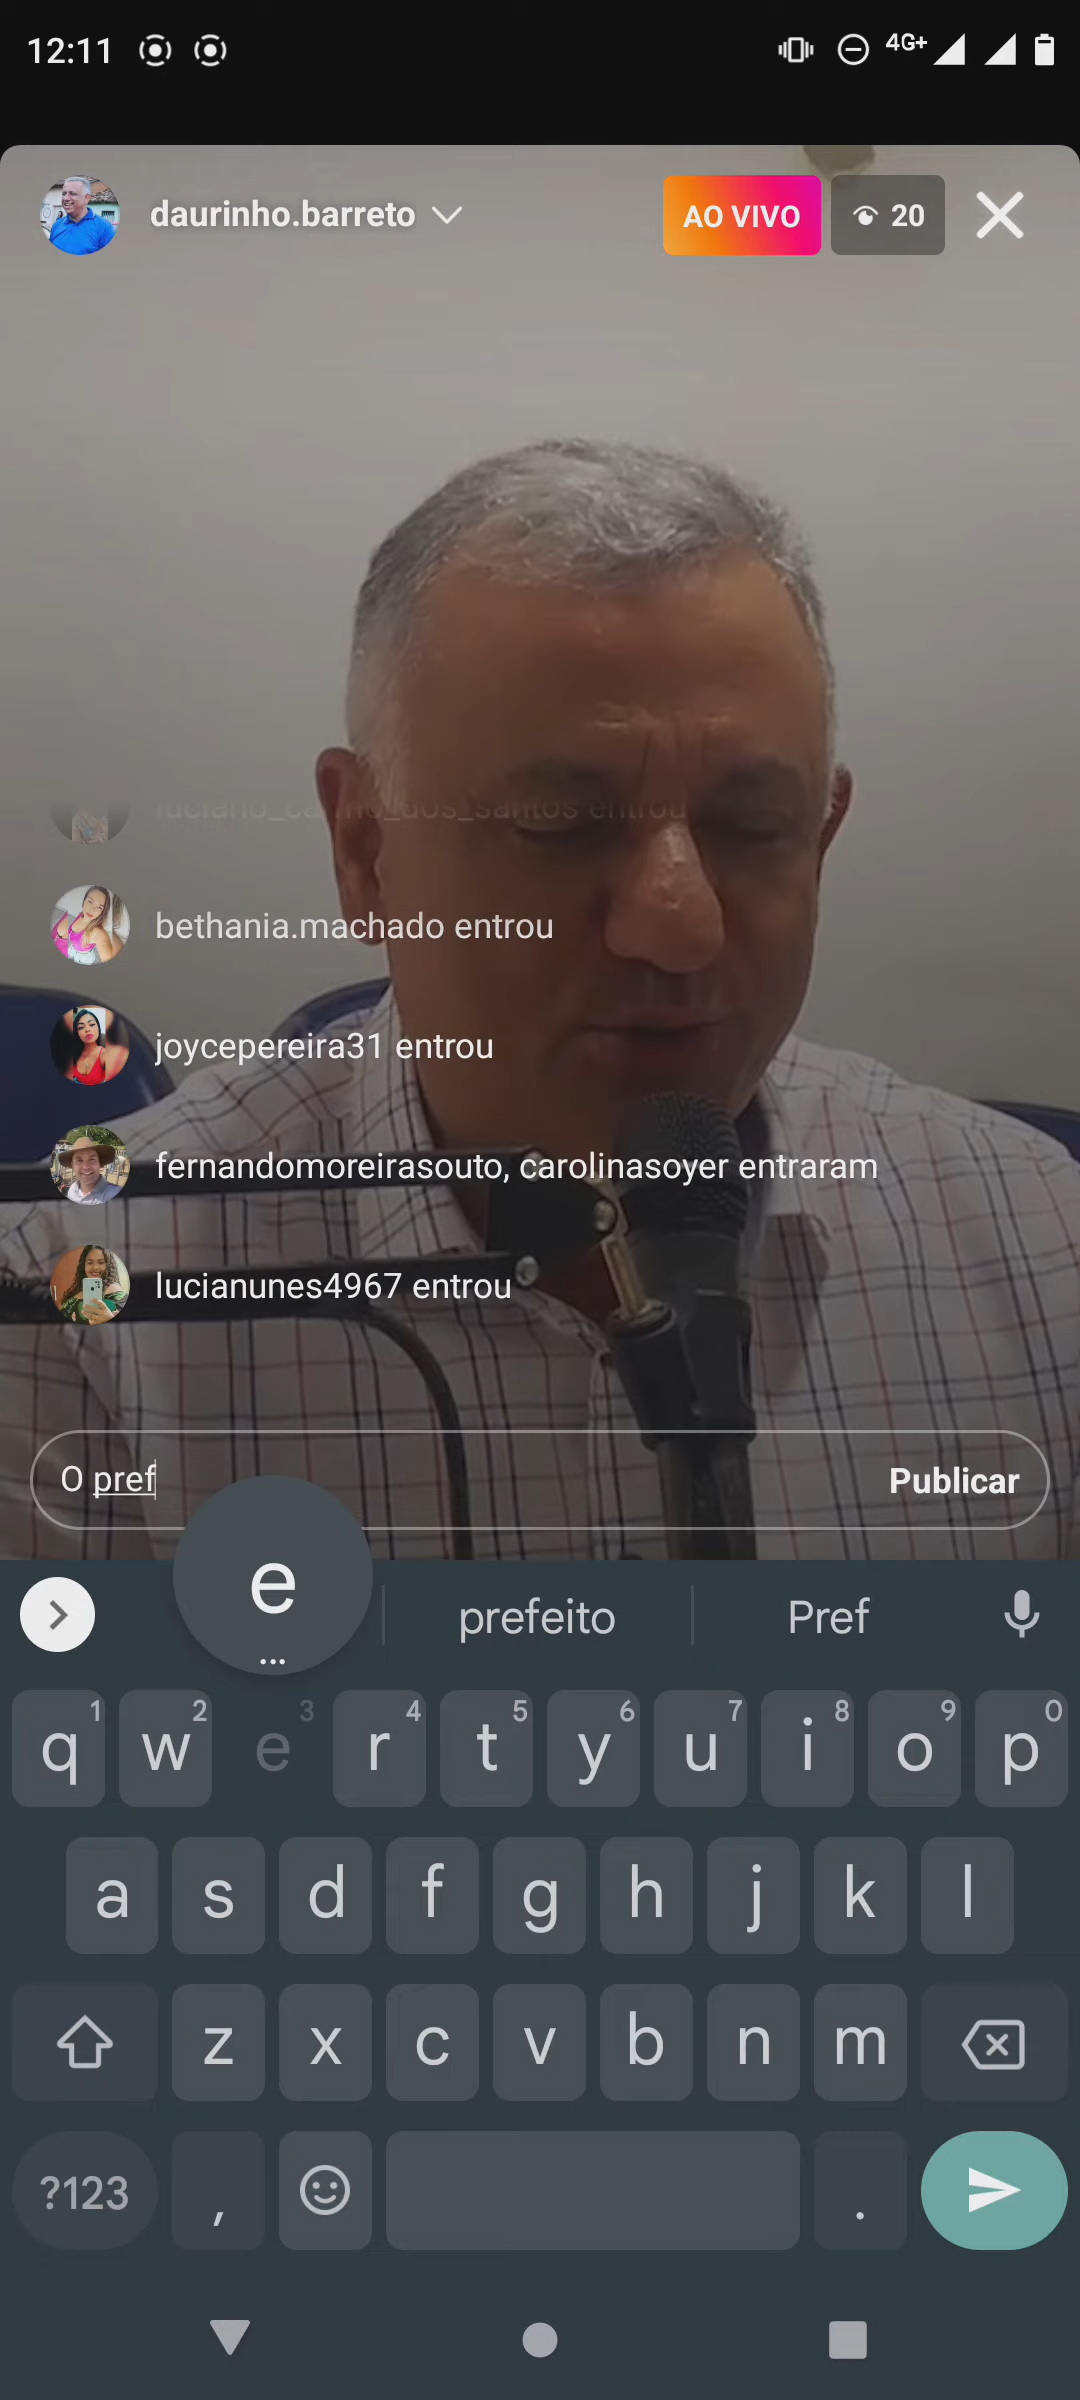 12:11 4G+
daurinho.barreto AO VIVO 20
entrou
bethania.machado entrou
joycepereira31 entrou
fernandomoreirasouto, carolinasoyer entraram
lucianunes4967 entrou
O pref Publicar
e
...
prefeito Pref
q 1 w 2 e 3 r 4 t 5 y 6 u 7 i 8 o 9 p 0
a s d f g h j k l
z x c v b n m
?123 , .